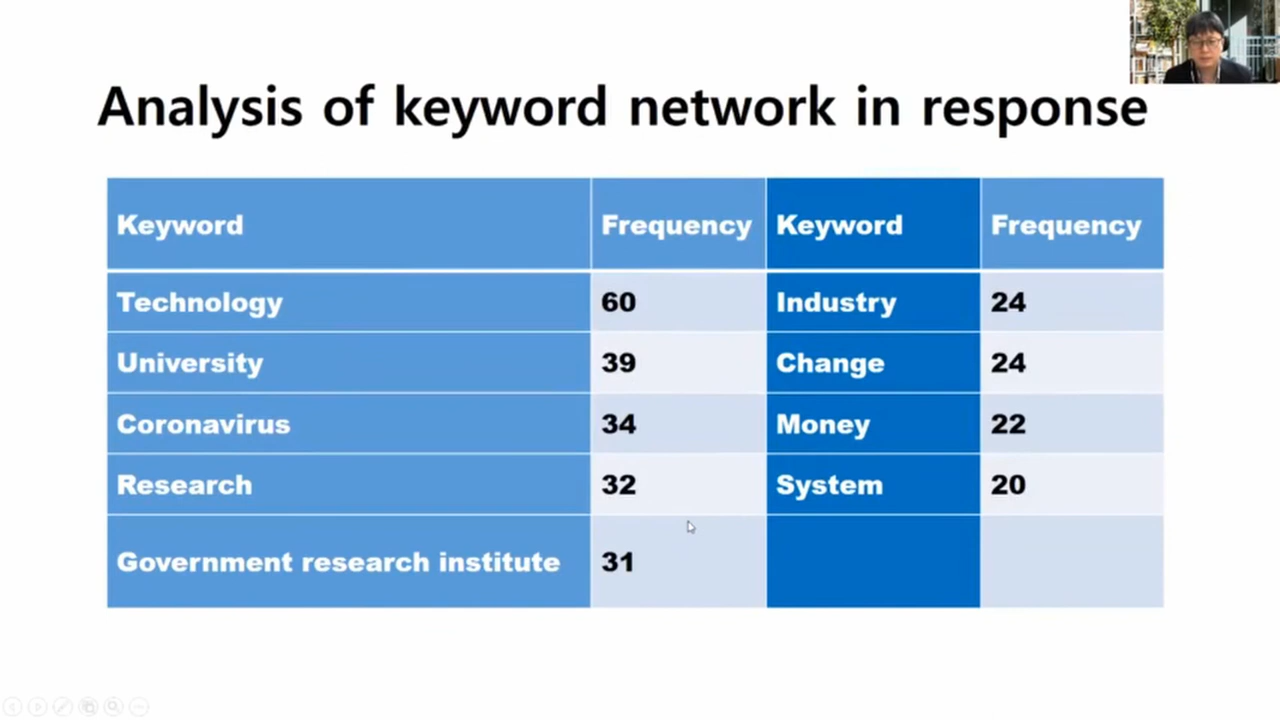 Analysis of keyword network in response
Keyword Frequency Keyword Frequency
Technology 60 Industry 24
University 39 Change 24
Coronavirus 34 Money 22
Research 32 System 20
Government research institute 31